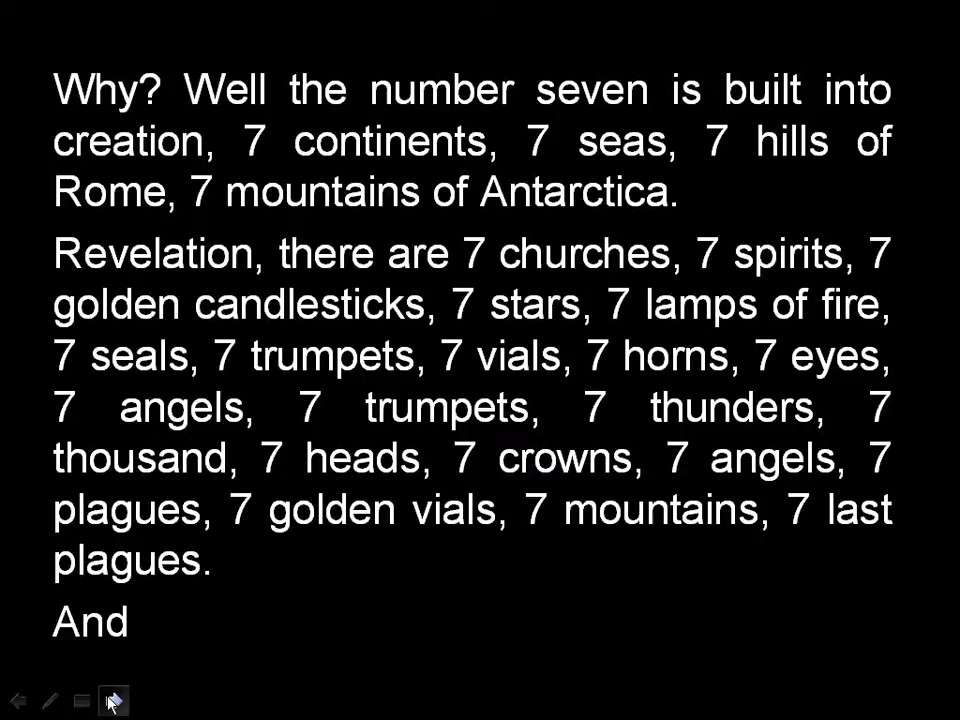 Why? Well the number seven is built into
creation, 7 continents, 7 seas, 7 hills of
Rome, 7 mountains of Antarctica.
Revelation, there are 7 churches, 7 spirits, 7
golden candlesticks, 7 stars, 7 lamps of fire,
7 seals, 7 trumpets, 7 vials, 7 horns, 7 eyes,
7 angels, 7 trumpets, 7 thunders, 7
thousand, 7 heads, 7 crowns, 7 angels, 7
plagues, 7 golden vials, 7 mountains, 7 last
plagues.
And